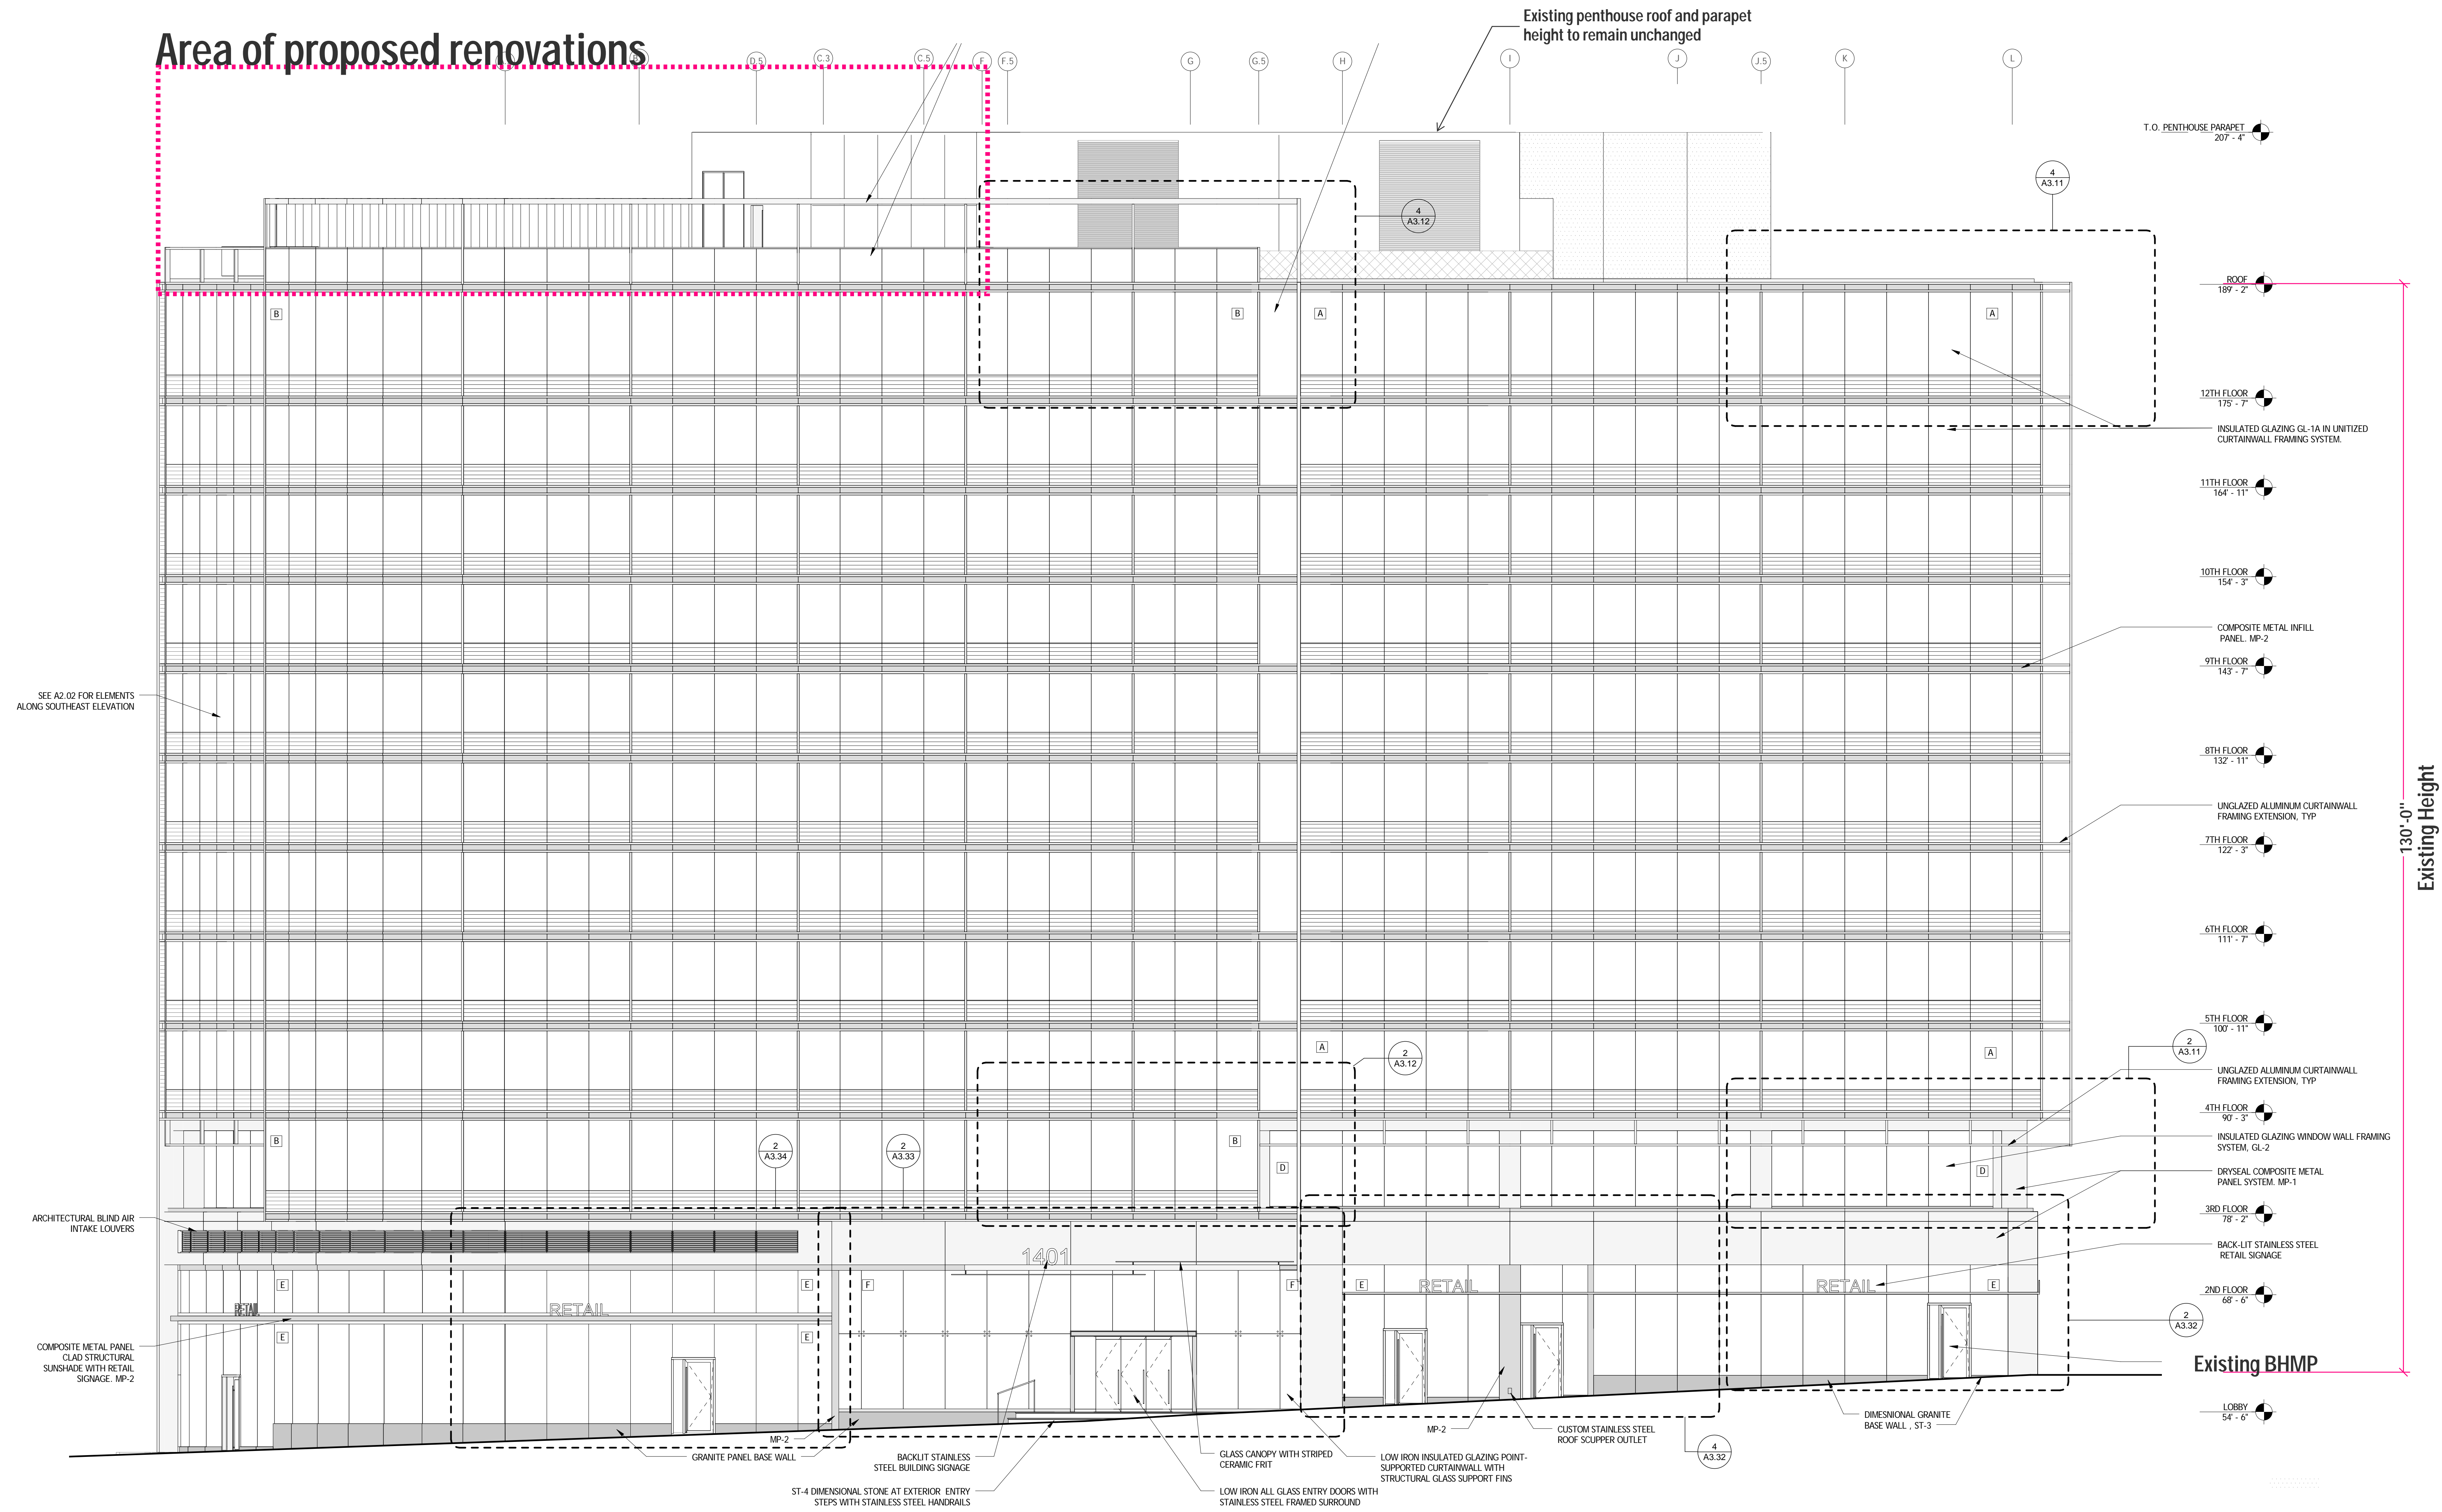 Existing penthouse roof and parapet
height to remain unchanged
Area of proposed renovations
D.5
C.3
C.5
F
F.5
G
G.5
H
I
J
J.5
K
L
T.O. PENTHOUSE PARAPET
207' - 4"
4
A3.11
4
A3.12
ROOF
189' - 2"
B
B
A
A
12TH FLOOR
175' - 7"
INSULATED GLAZING GL-1A IN UNITIZED
CURTAINWALL FRAMING SYSTEM.
11TH FLOOR
164' - 11"
10TH FLOOR
154' - 3"
COMPOSITE METAL INFILL
PANEL. MP-2
9TH FLOOR
143' - 7"
SEE A2.02 FOR ELEMENTS
ALONG SOUTHEAST ELEVATION
8TH FLOOR
132' - 11"
UNGLAZED ALUMINUM CURTAINWALL
FRAMING EXTENSION, TYP
130'-0"
Existing Height
7TH FLOOR
122' - 3"
6TH FLOOR
111' - 7"
5TH FLOOR
100' - 11"
A
A
2
A3.12
2
A3.11
UNGLAZED ALUMINUM CURTAINWALL
FRAMING EXTENSION, TYP
4TH FLOOR
90' - 3"
B
B
2
A3.34
2
A3.33
INSULATED GLAZING WINDOW WALL FRAMING
SYSTEM, GL-2
D
D
DRYSEAL COMPOSITE METAL
PANEL SYSTEM. MP-1
3RD FLOOR
78' - 2"
ARCHITECTURAL BLIND AIR
INTAKE LOUVERS
1401
BACK-LIT STAINLESS STEEL
RETAIL SIGNAGE
E
E
F
F
E
RETAIL
RETAIL
E
2ND FLOOR
68' - 6"
RETAIL
RETAIL
2
A3.32
E
E
COMPOSITE METAL PANEL
CLAD STRUCTURAL
SUNSHADE WITH RETAIL
SIGNAGE. MP-2
Existing BHMP
LOBBY
54' - 6"
DIMESNIONAL GRANITE
BASE WALL , ST-3
MP-2
MP-2
CUSTOM STAINLESS STEEL
ROOF SCUPPER OUTLET
4
A3.32
GRANITE PANEL BASE WALL
BACKLIT STAINLESS
STEEL BUILDING SIGNAGE
GLASS CANOPY WITH STRIPED
CERAMIC FRIT
LOW IRON INSULATED GLAZING POINT-
SUPPORTED CURTAINWALL WITH
STRUCTURAL GLASS SUPPORT FINS
ST-4 DIMENSIONAL STONE AT EXTERIOR ENTRY
STEPS WITH STAINLESS STEEL HANDRAILS
LOW IRON ALL GLASS ENTRY DOORS WITH
STAINLESS STEEL FRAMED SURROUND